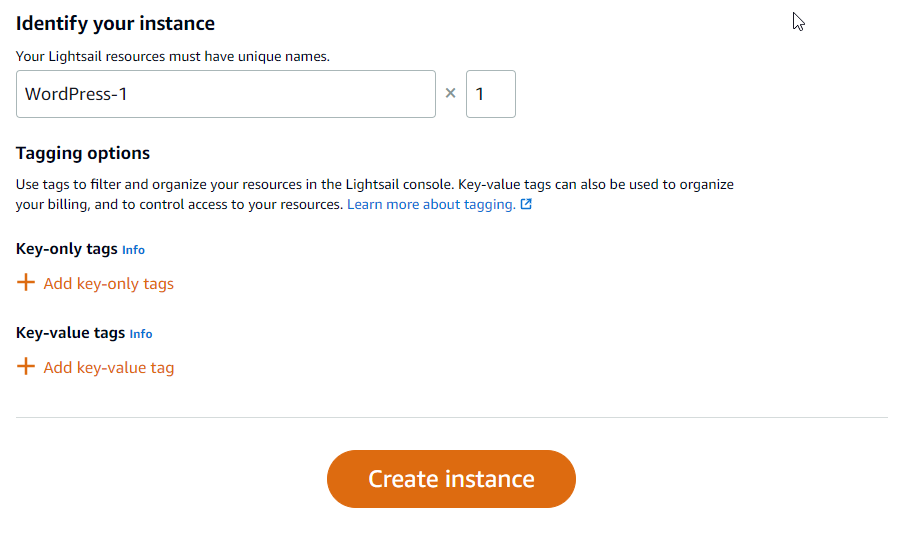 Identify your instance
Your Lightsail resources must have unique names.
WordPress-1 × 1
Tagging options
Use tags to filter and organize your resources in the Lightsail console. Key-value tags can also be used to organize
your billing, and to control access to your resources. Learn more about tagging.
Key-only tags Info
+ Add key-only tags
Key-value tags Info
+ Add key-value tag
Create instance